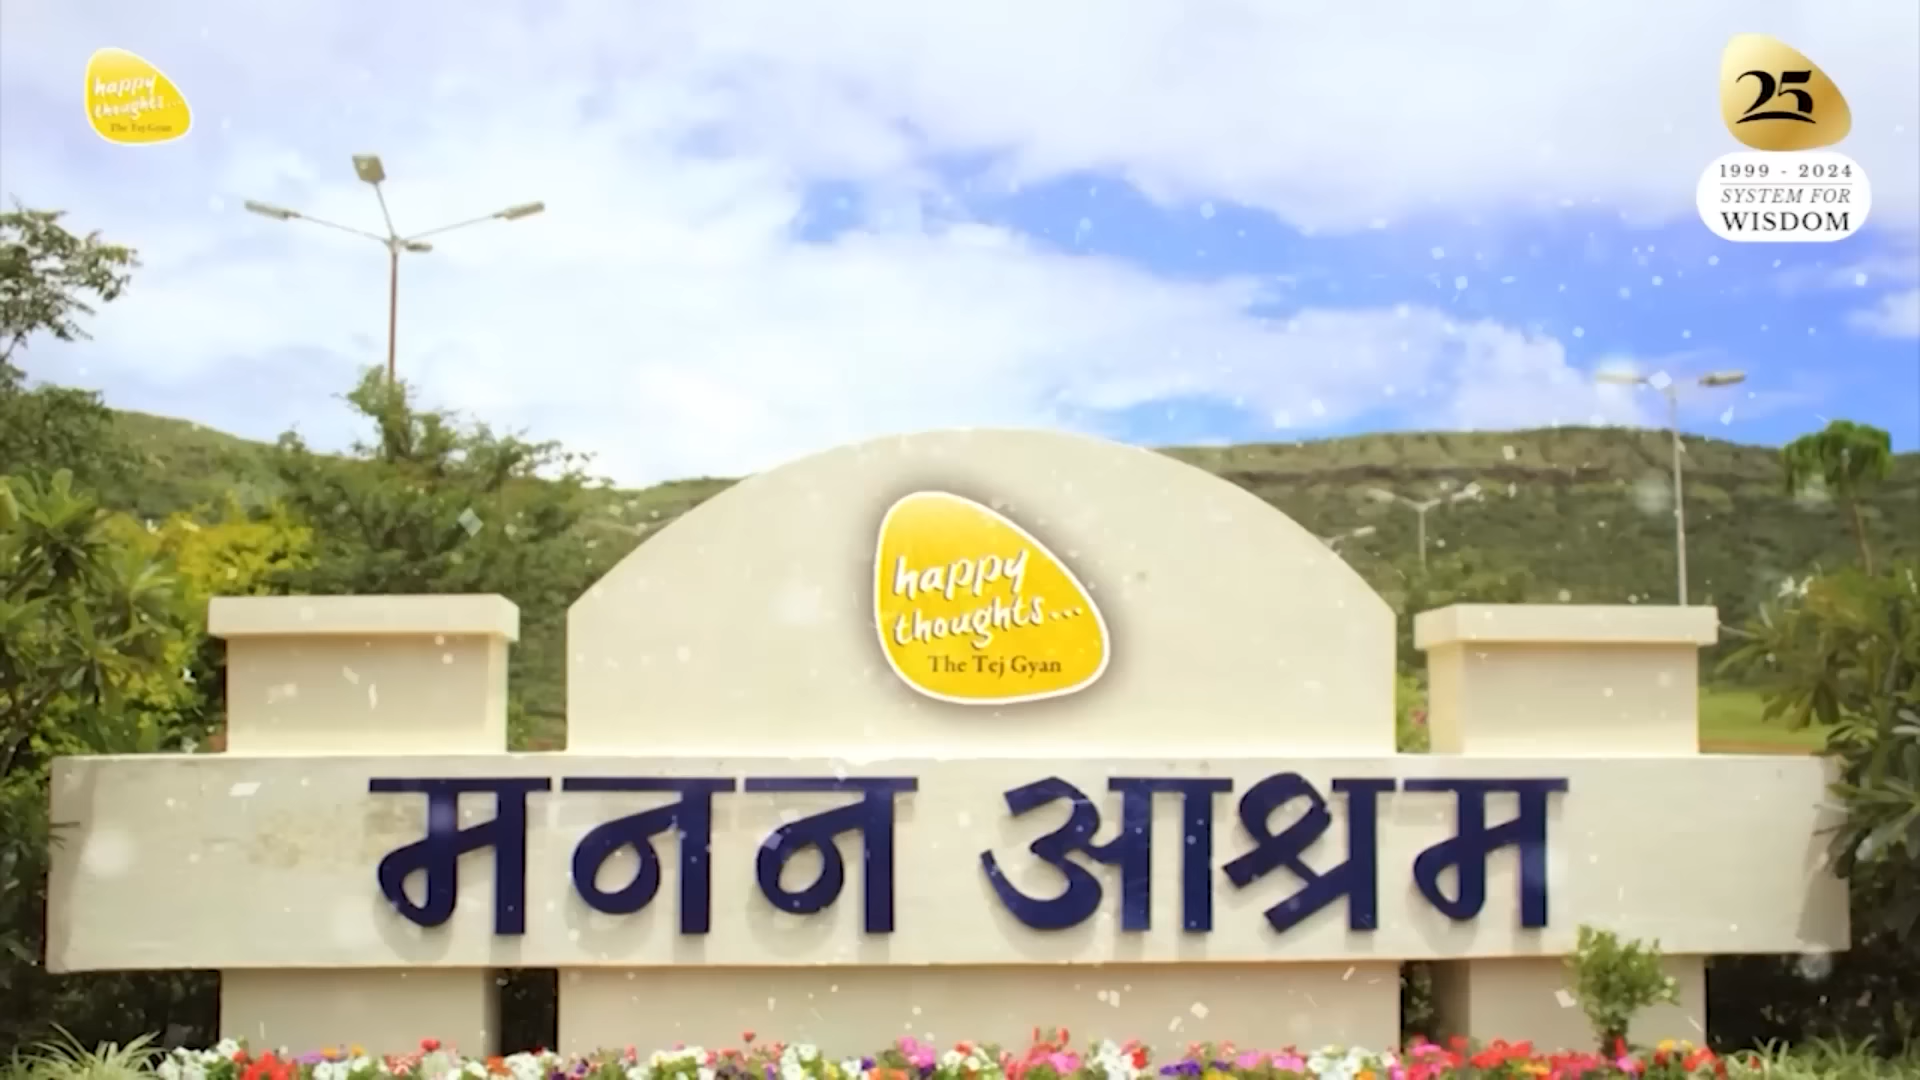 happy
thoughts...
The Tej Gyan
25
1999 - 2024
SYSTEM FOR
WISDOM
happy
thoughts...
The Tej Gyan
मनन आश्रम